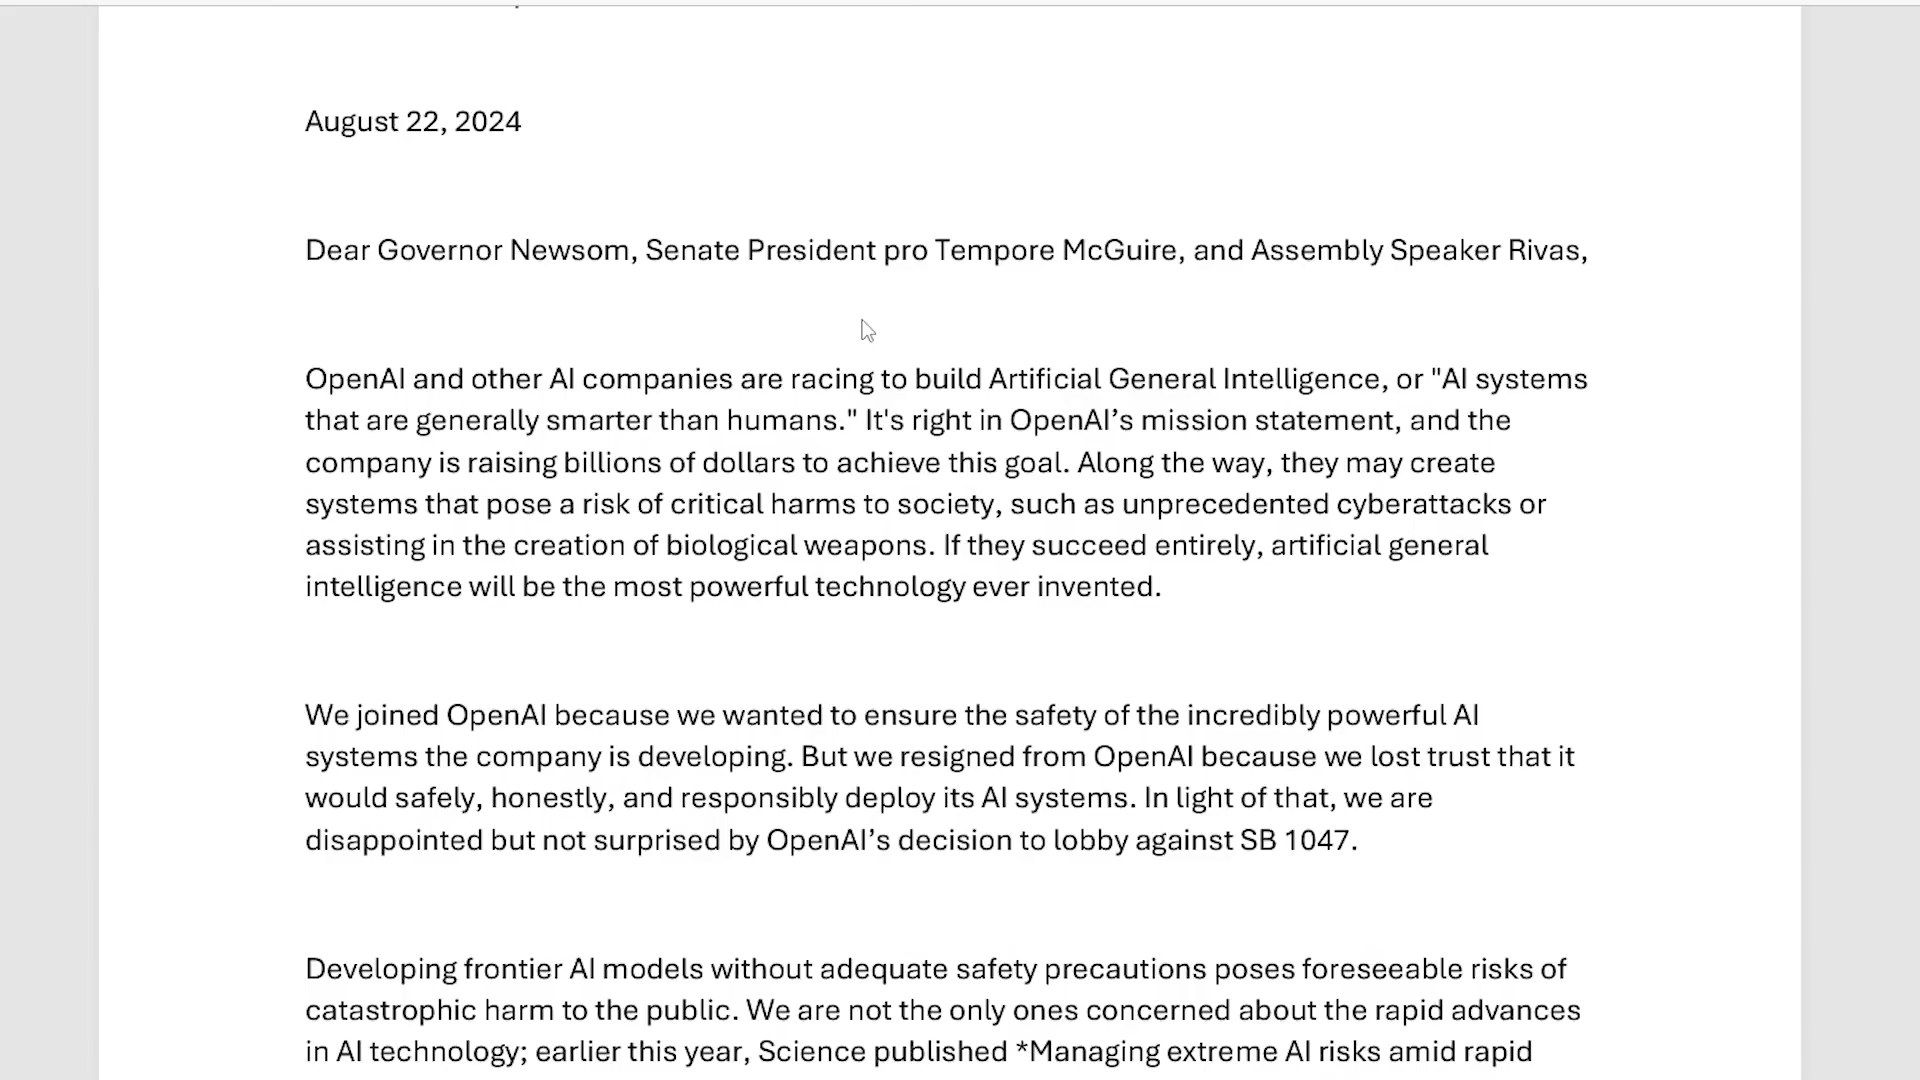 August 22, 2024
Dear Governor Newsom, Senate President pro Tempore McGuire, and Assembly Speaker Rivas,
OpenAI and other AI companies are racing to build Artificial General Intelligence, or "AI systems
that are generally smarter than humans." It's right in OpenAI’s mission statement, and the
company is raising billions of dollars to achieve this goal. Along the way, they may create
systems that pose a risk of critical harms to society, such as unprecedented cyberattacks or
assisting in the creation of biological weapons. If they succeed entirely, artificial general
intelligence will be the most powerful technology ever invented.
We joined OpenAI because we wanted to ensure the safety of the incredibly powerful AI
systems the company is developing. But we resigned from OpenAI because we lost trust that it
would safely, honestly, and responsibly deploy its AI systems. In light of that, we are
disappointed but not surprised by OpenAI’s decision to lobby against SB 1047.
Developing frontier AI models without adequate safety precautions poses foreseeable risks of
catastrophic harm to the public. We are not the only ones concerned about the rapid advances
in AI technology; earlier this year, Science published *Managing extreme AI risks amid rapid